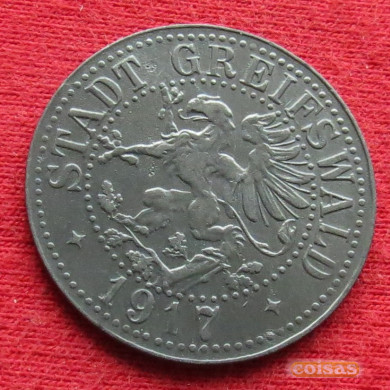 STADT GREIFSWALD
1917
coisas